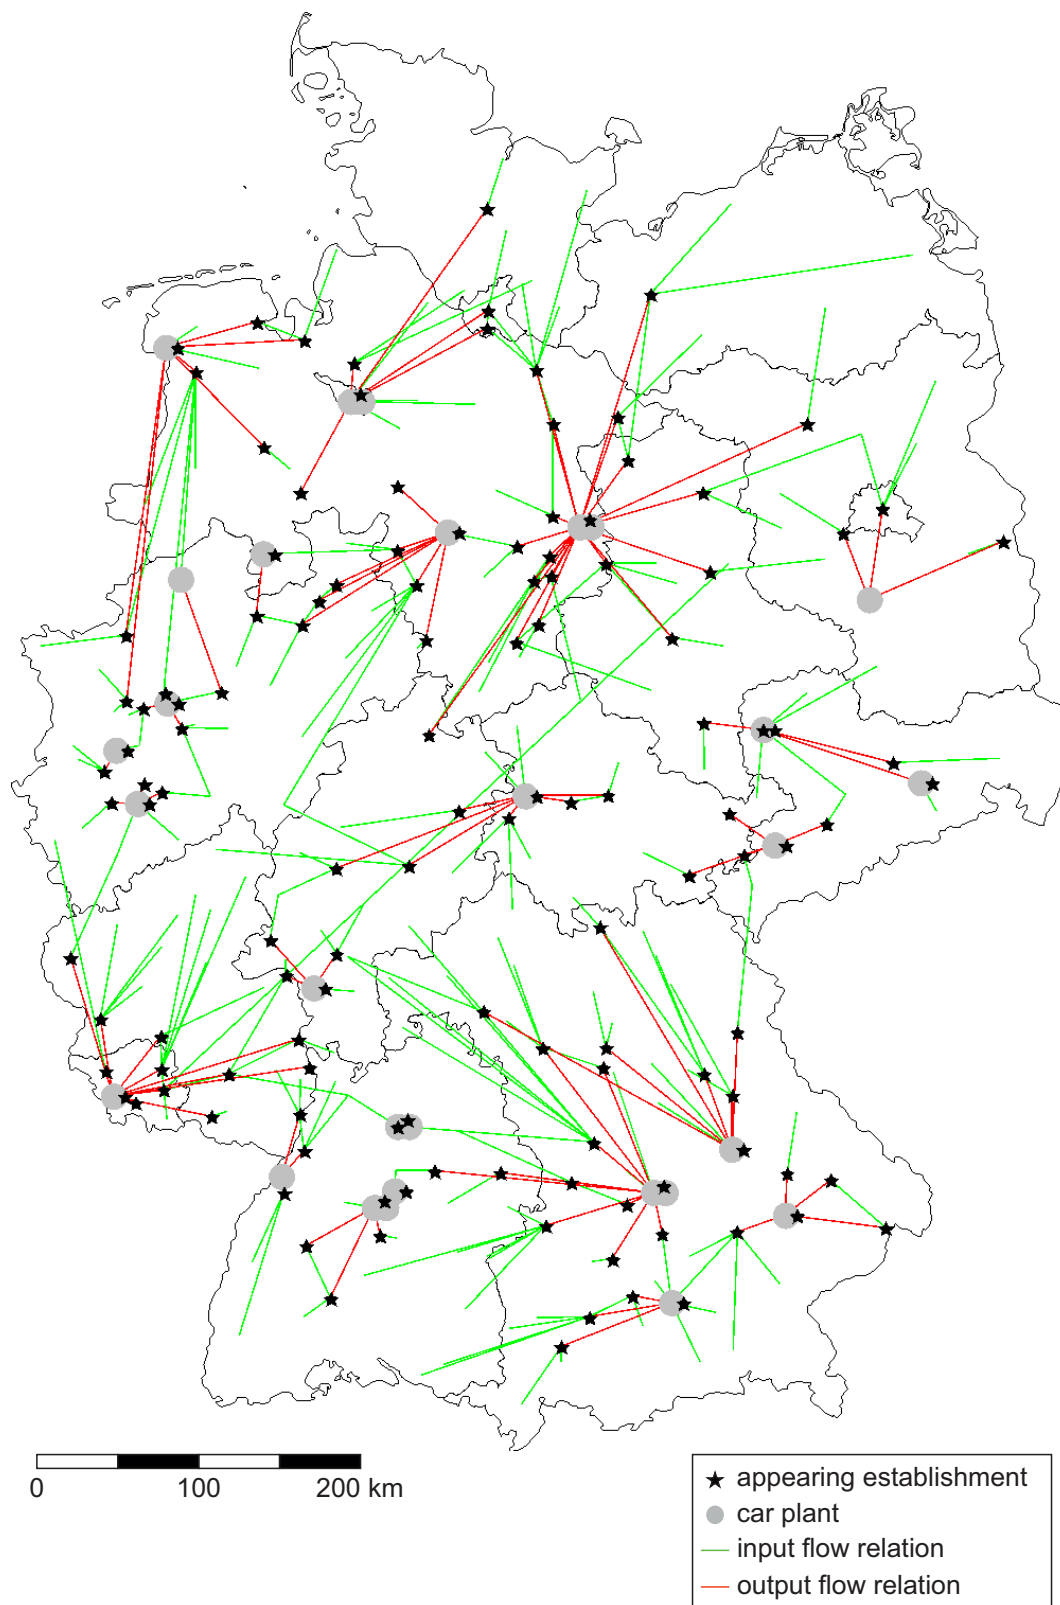 0 100 200 km
appearing establishment
car plant
input flow relation
output flow relation